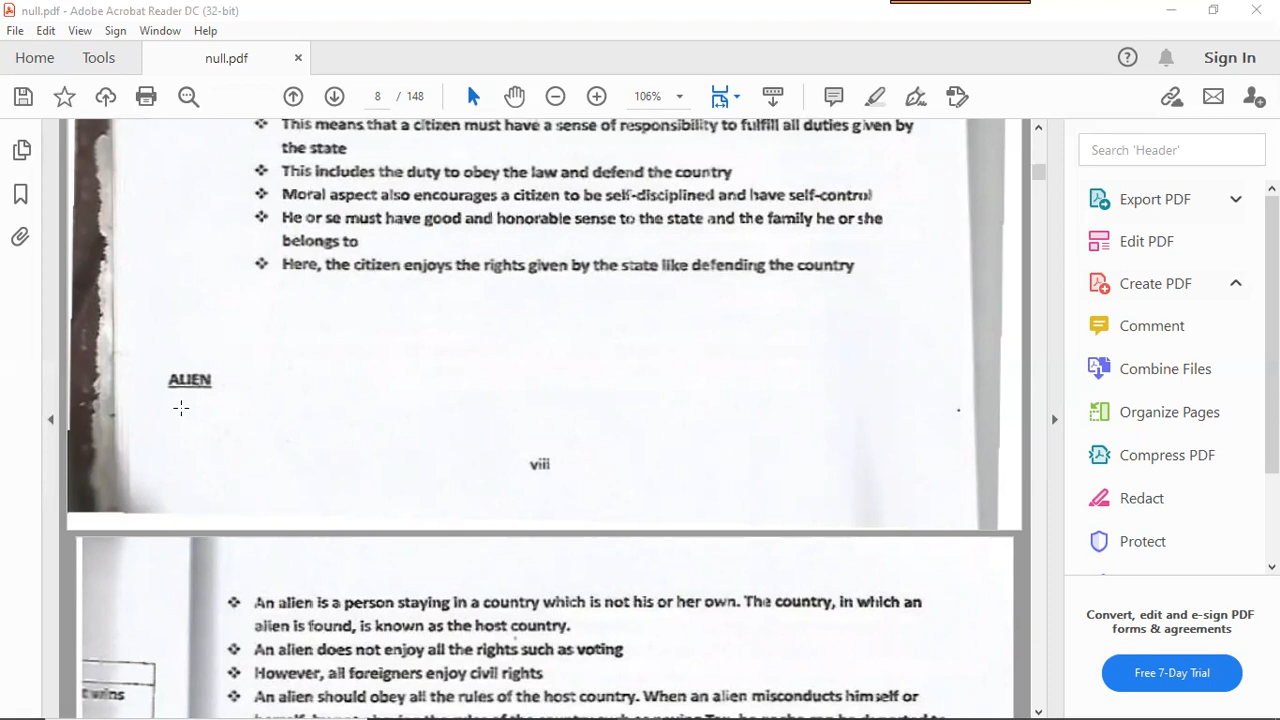 null.pdf - Adobe Acrobat Reader DC (32-bit)
File Edit View Sign Window Help
Home Tools null.pdf × Sign In
8 / 148 106%
❖ This means that a citizen must have a sense of responsibility to fulfill all duties given by
the state
❖ This includes the duty to obey the law and defend the country
❖ Moral aspect also encourages a citizen to be self-disciplined and have self-control
❖ He or se must have good and honorable sense to the state and the family he or she
belongs to
❖ Here, the citizen enjoys the rights given by the state like defending the country
ALIEN
viii
❖ An alien is a person staying in a country which is not his or her own. The country, in which an
alien is found, is known as the host country.
❖ An alien does not enjoy all the rights such as voting
❖ However, all foreigners enjoy civil rights
t wins
❖ An alien should obey all the rules of the host country. When an alien misconducts himself or
Search 'Header'
Export PDF
Edit PDF
Create PDF
Comment
Combine Files
Organize Pages
Compress PDF
Redact
Protect
Convert, edit and e-sign PDF
forms & agreements
Free 7-Day Trial